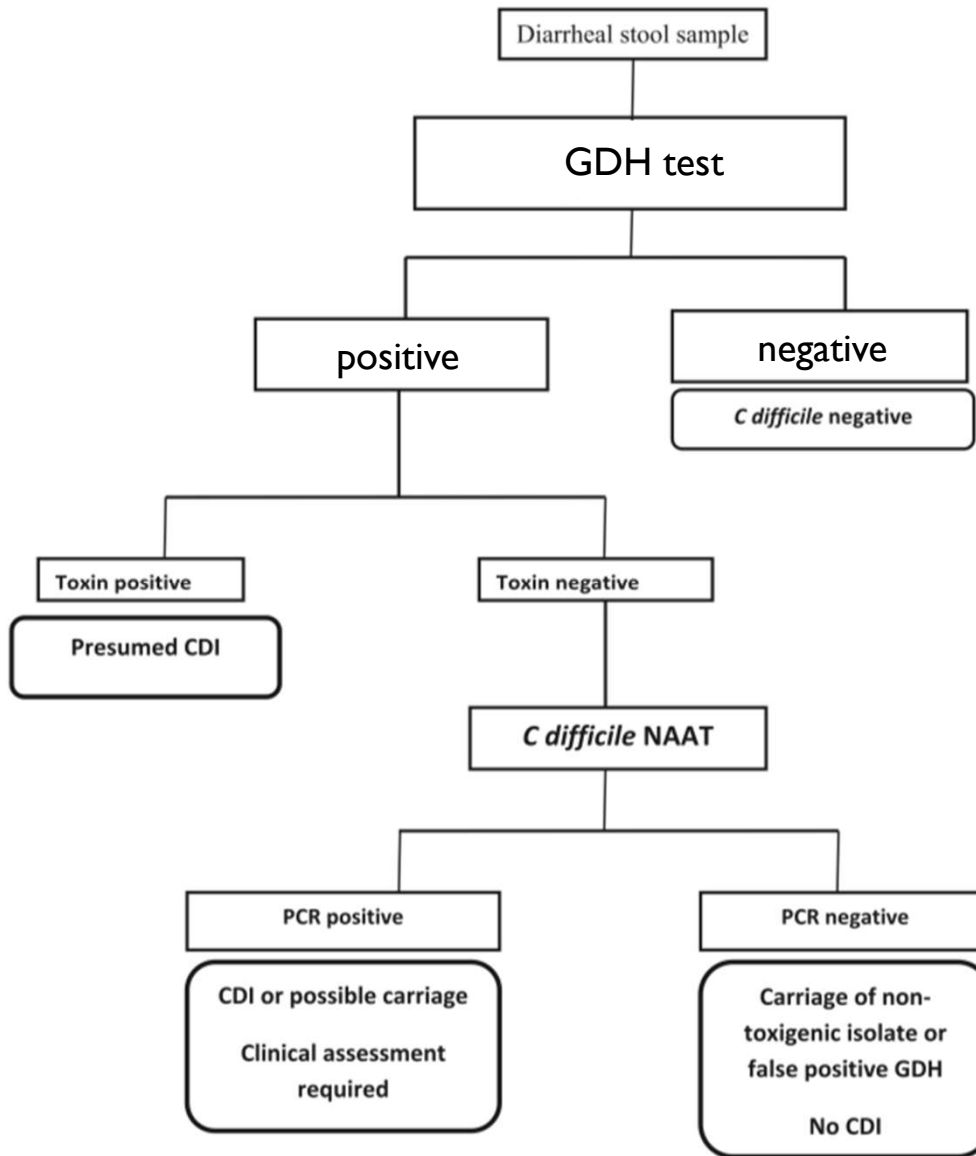 Diarrheal stool sample
GDH test
positive
negative
C difficile negative
Toxin positive
Toxin negative
Presumed CDI
C difficile NAAT
PCR positive
PCR negative
CDI or possible carriage
Clinical assessment
required
Carriage of non-
toxigenic isolate or
false positive GDH
No CDI